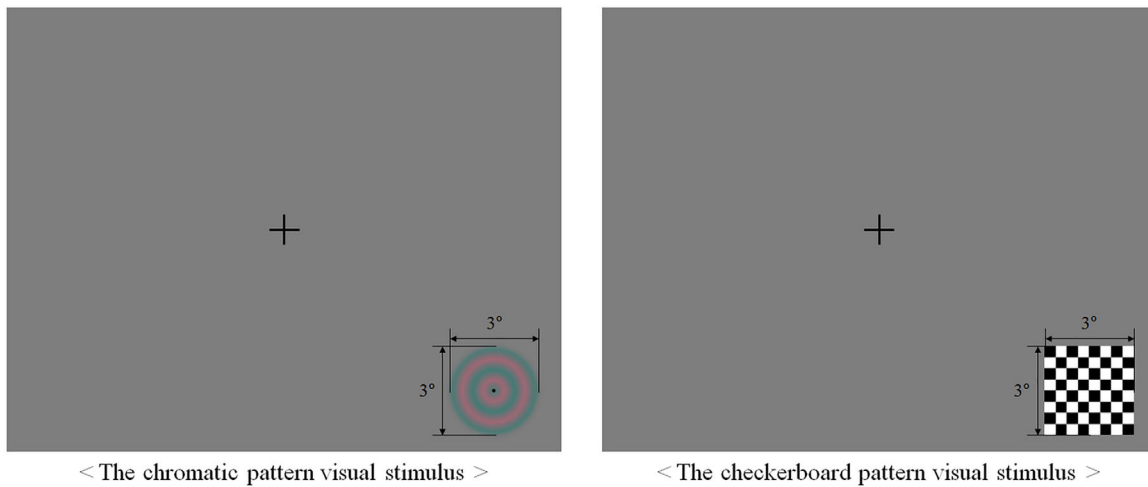 3°
3°
3°
3°
< The chromatic pattern visual stimulus >
< The checkerboard pattern visual stimulus >